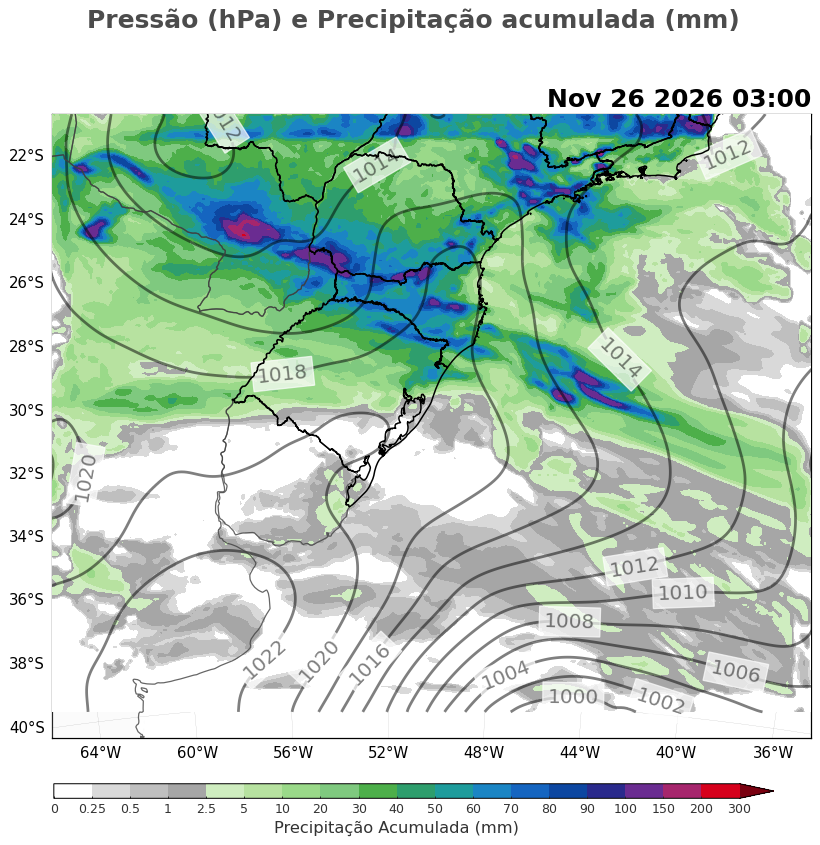 Pressão (hPa) e Precipitação acumulada (mm)
Nov 26 2026 03:00
1012
1014
1012
22°S
24°S
26°S
28°S
30°S
32°S
34°S
36°S
38°S
40°S
1018
1014
1020
1012
1010
1008
1022
1020
1016
1004
1006
1000
1002
64°W 60°W 56°W 52°W 48°W 44°W 40°W 36°W
0 0.25 0.5 1 2.5 5 10 20 30 40 50 60 70 80 90 100 150 200 300
Precipitação Acumulada (mm)